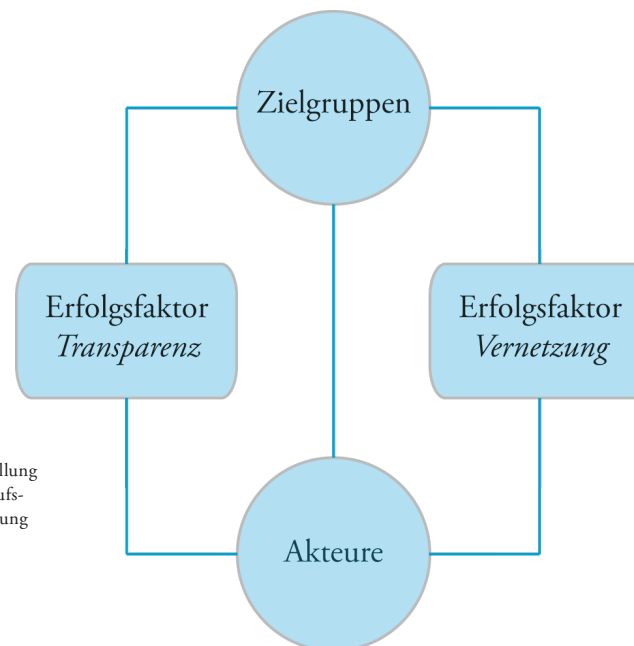 Zielgruppen
Erfolgsfaktor
Transparenz
Erfolgsfaktor
Vernetzung
Akteure